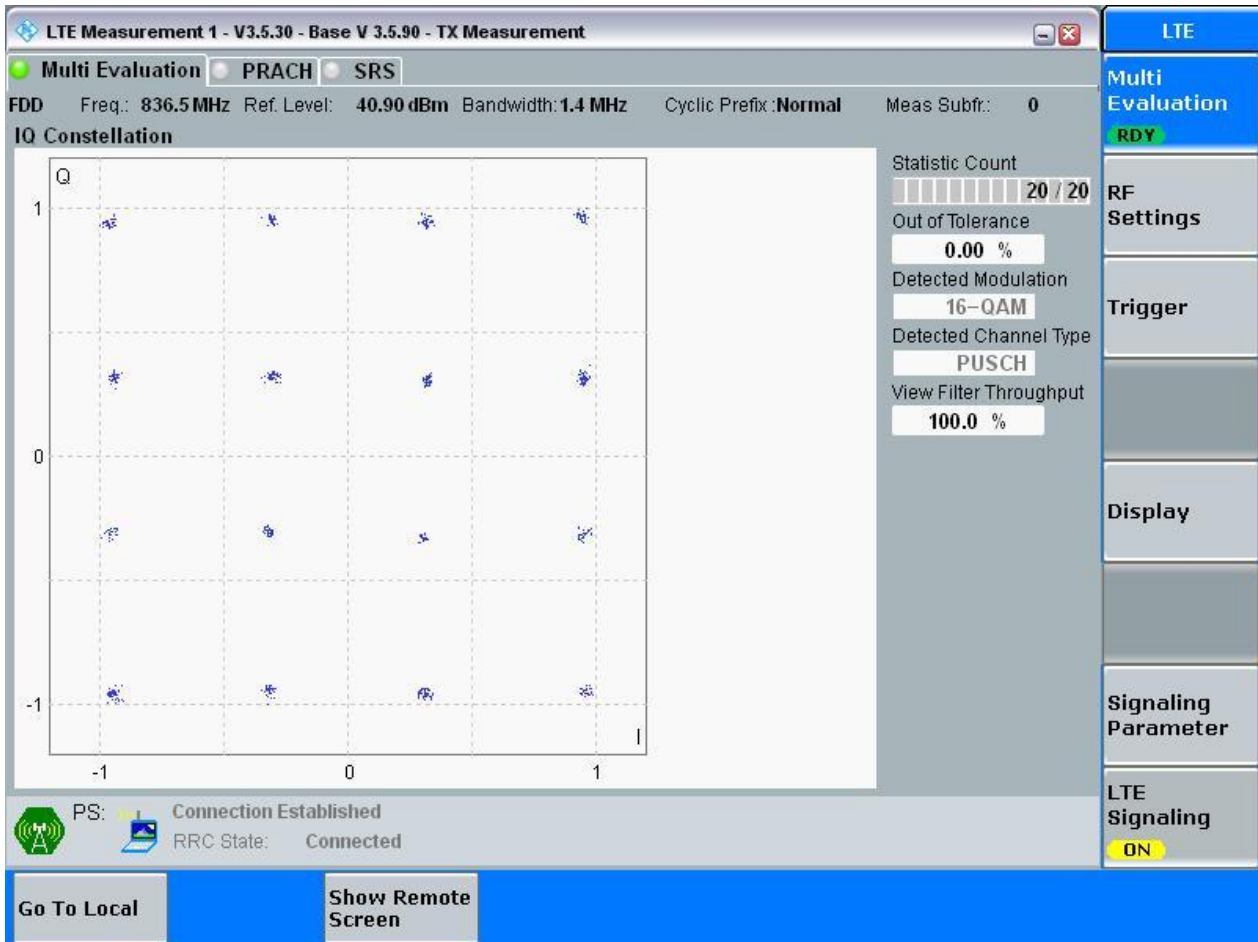 LTE Measurement 1 - V3.5.30 - Base V 3.5.90 - TX Measurement
LTE
Multi Evaluation PRACH SRS
FDD Freq.: 836.5 MHz Ref. Level: 40.90 dBm Bandwidth: 1.4 MHz Cyclic Prefix :Normal Meas Subfr.: 0
IQ Constellation
Q
1
0
-1
-1 0 1
I
Statistic Count
20 / 20
Out of Tolerance
0.00 %
Detected Modulation
16-QAM
Detected Channel Type
PUSCH
View Filter Throughput
100.0 %
Multi
Evaluation
RDY
RF
Settings
Trigger
Display
Signaling
Parameter
LTE
Signaling
ON
PS: Connection Established
RRC State: Connected
Go To Local
Show Remote
Screen